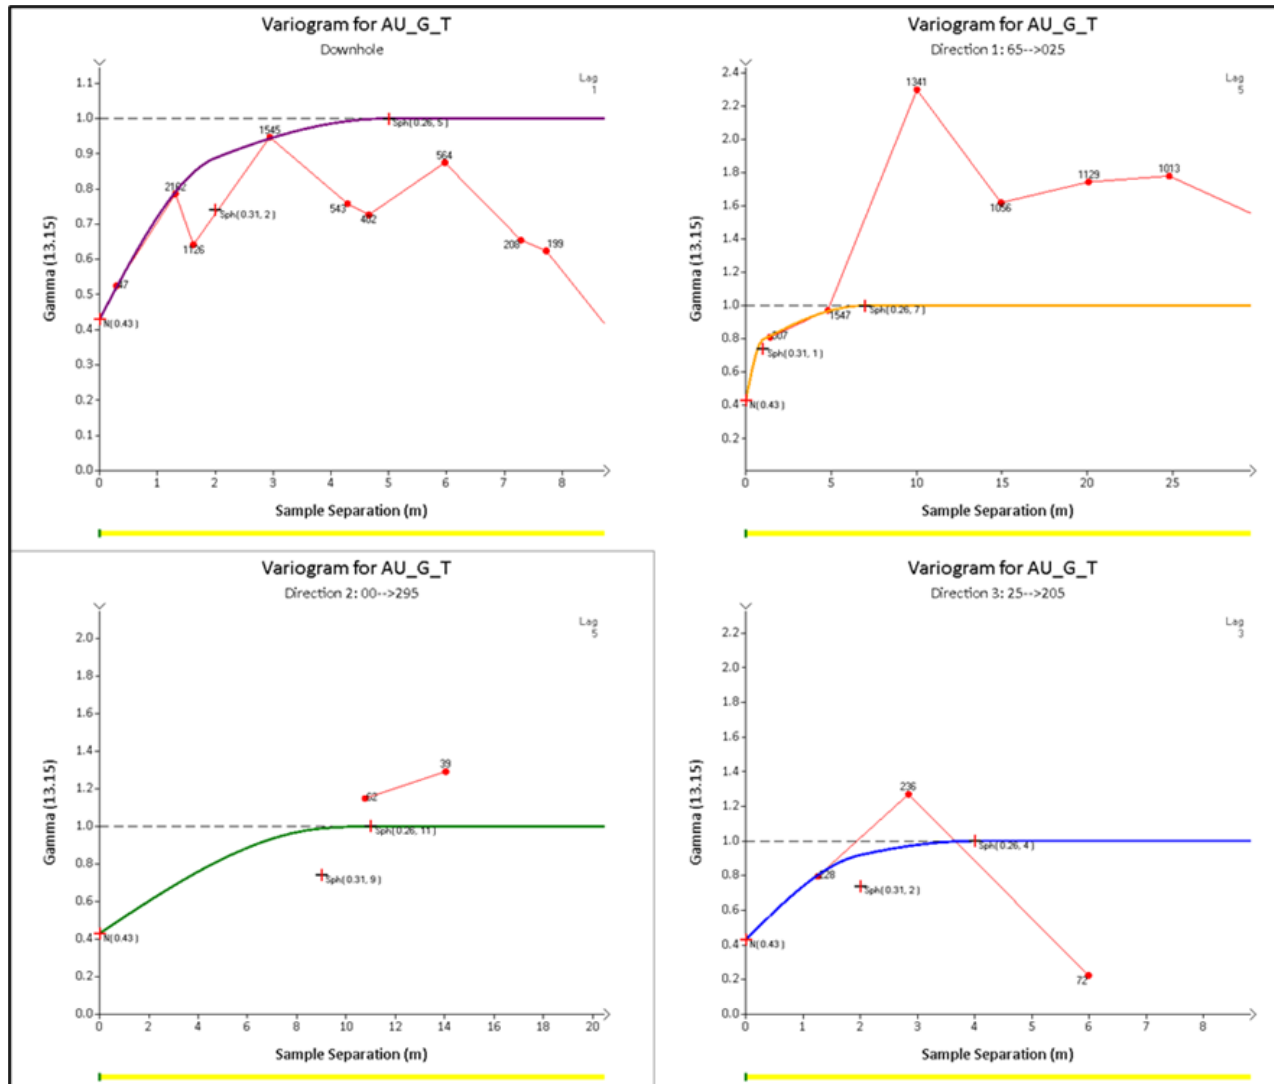 Variogram for AU_G_T
Downhole
Lag
1
1.1
1.0
0.9
0.8
0.7
0.6
0.5
0.4
0.3
0.2
0.1
0.0
Gamma (13.15)
N(0.43)
47
1126
Sph(0.31, 2)
1545
543
402
564
208
199
Sph(0.26, 5)
0 1 2 3 4 5 6 7 8
Sample Separation (m)
Variogram for AU_G_T
Direction 1: 65-->025
Lag
5
2.4
2.2
2.0
1.8
1.6
1.4
1.2
1.0
0.8
0.6
0.4
0.2
Gamma (13.15)
N(0.43)
Sph(0.31, 1)
1547
Sph(0.26, 7)
1341
1056
1129
1013
0 5 10 15 20 25
Sample Separation (m)
Variogram for AU_G_T
Direction 2: 00-->295
Lag
5
2.0
1.8
1.6
1.4
1.2
1.0
0.8
0.6
0.4
0.2
0.0
Gamma (13.15)
N(0.43)
39
Sph(0.26, 11)
Sph(0.31, 9)
0 2 4 6 8 10 12 14 16 18 20
Sample Separation (m)
Variogram for AU_G_T
Direction 3: 25-->205
Lag
3
2.2
2.0
1.8
1.6
1.4
1.2
1.0
0.8
0.6
0.4
0.2
0.0
Gamma (13.15)
N(0.43)
236
Sph(0.26, 4)
Sph(0.31, 2)
72
0 1 2 3 4 5 6 7 8
Sample Separation (m)